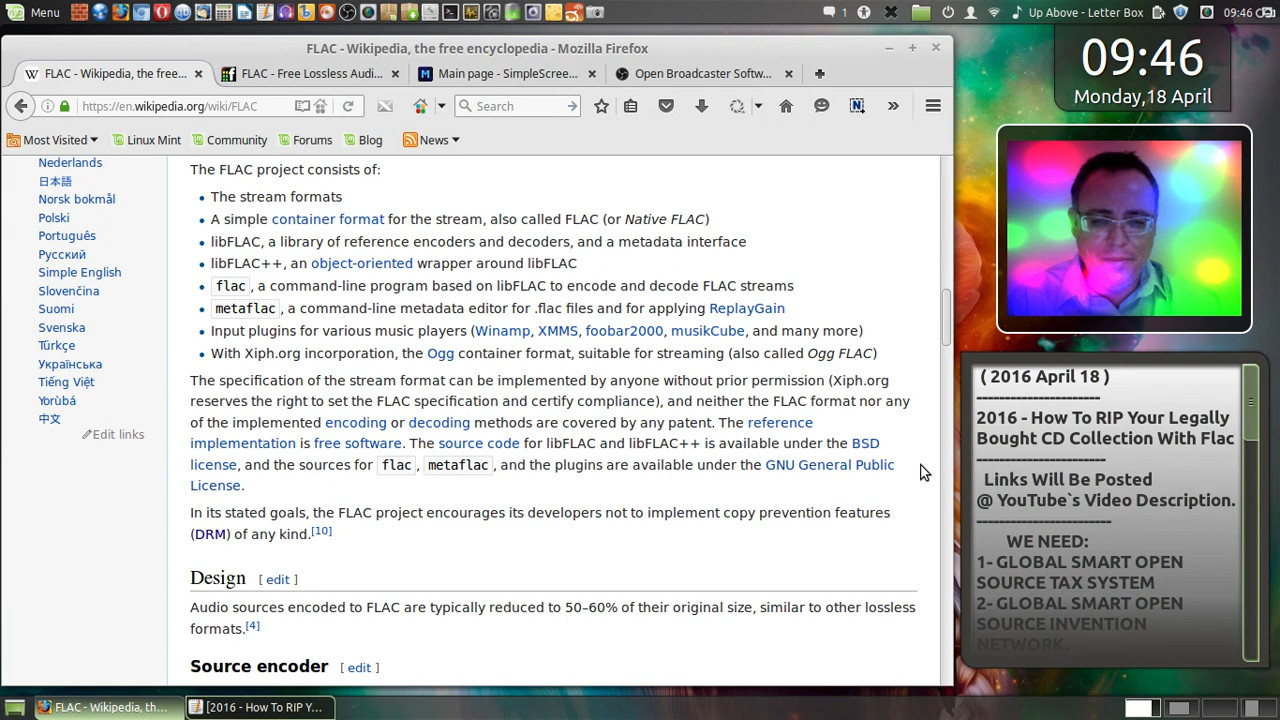 Menu
1
Up Above - Letter Box
09:46
FLAC - Wikipedia, the free encyclopedia - Mozilla Firefox
FLAC - Wikipedia, the free...
FLAC - Free Lossless Audi...
Main page - SimpleScree...
Open Broadcaster Softw...
https://en.wikipedia.org/wiki/FLAC
Search
Most Visited
Linux Mint
Community
Forums
Blog
News
Nederlands
日本語
Norsk bokmål
Polski
Português
Русский
Simple English
Slovenčina
Suomi
Svenska
Türkçe
Українська
Tiếng Việt
Yorùbá
中文
Edit links
The FLAC project consists of:
The stream formats
A simple container format for the stream, also called FLAC (or Native FLAC)
libFLAC, a library of reference encoders and decoders, and a metadata interface
libFLAC++, an object-oriented wrapper around libFLAC
flac, a command-line program based on libFLAC to encode and decode FLAC streams
metaflac, a command-line metadata editor for .flac files and for applying ReplayGain
Input plugins for various music players (Winamp, XMMS, foobar2000, musikCube, and many more)
With Xiph.org incorporation, the Ogg container format, suitable for streaming (also called Ogg FLAC)
The specification of the stream format can be implemented by anyone without prior permission (Xiph.org
reserves the right to set the FLAC specification and certify compliance), and neither the FLAC format nor any
of the implemented encoding or decoding methods are covered by any patent. The reference
implementation is free software. The source code for libFLAC and libFLAC++ is available under the BSD
license, and the sources for flac, metaflac, and the plugins are available under the GNU General Public
License.
In its stated goals, the FLAC project encourages its developers not to implement copy prevention features
(DRM) of any kind.[10]
Design [ edit ]
Audio sources encoded to FLAC are typically reduced to 50–60% of their original size, similar to other lossless
formats.[4]
Source encoder [ edit ]
09:46
Monday,18 April
( 2016 April 18 )
-----------------------
2016 - How To RIP Your Legally
Bought CD Collection With Flac
------------------------
Links Will Be Posted
@ YouTube`s Video Description.
-------------------------
WE NEED:
1- GLOBAL SMART OPEN
SOURCE TAX SYSTEM
2- GLOBAL SMART OPEN
SOURCE INVENTION
NETWORK.
FLAC - Wikipedia, th...
[2016 - How To RIP Y...